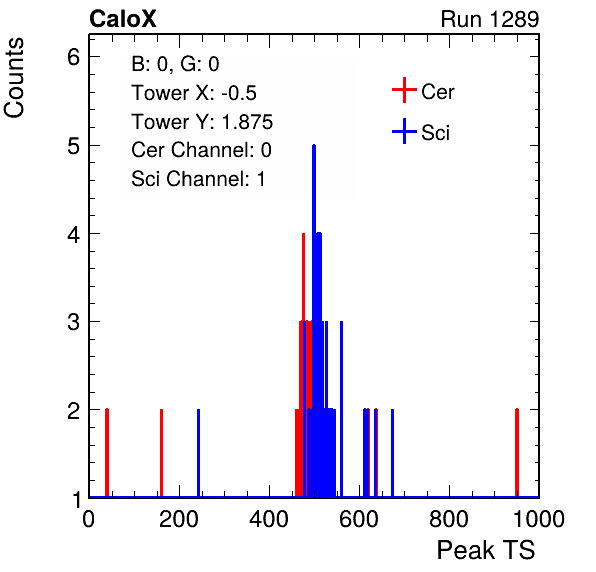 CaloX Run 1289
Counts
6
B: 0, G: 0
Tower X: -0.5
Tower Y: 1.875
Cer Channel: 0
Sci Channel: 1
Cer
Sci
5
4
3
2
1
0 200 400 600 800 1000
Peak TS